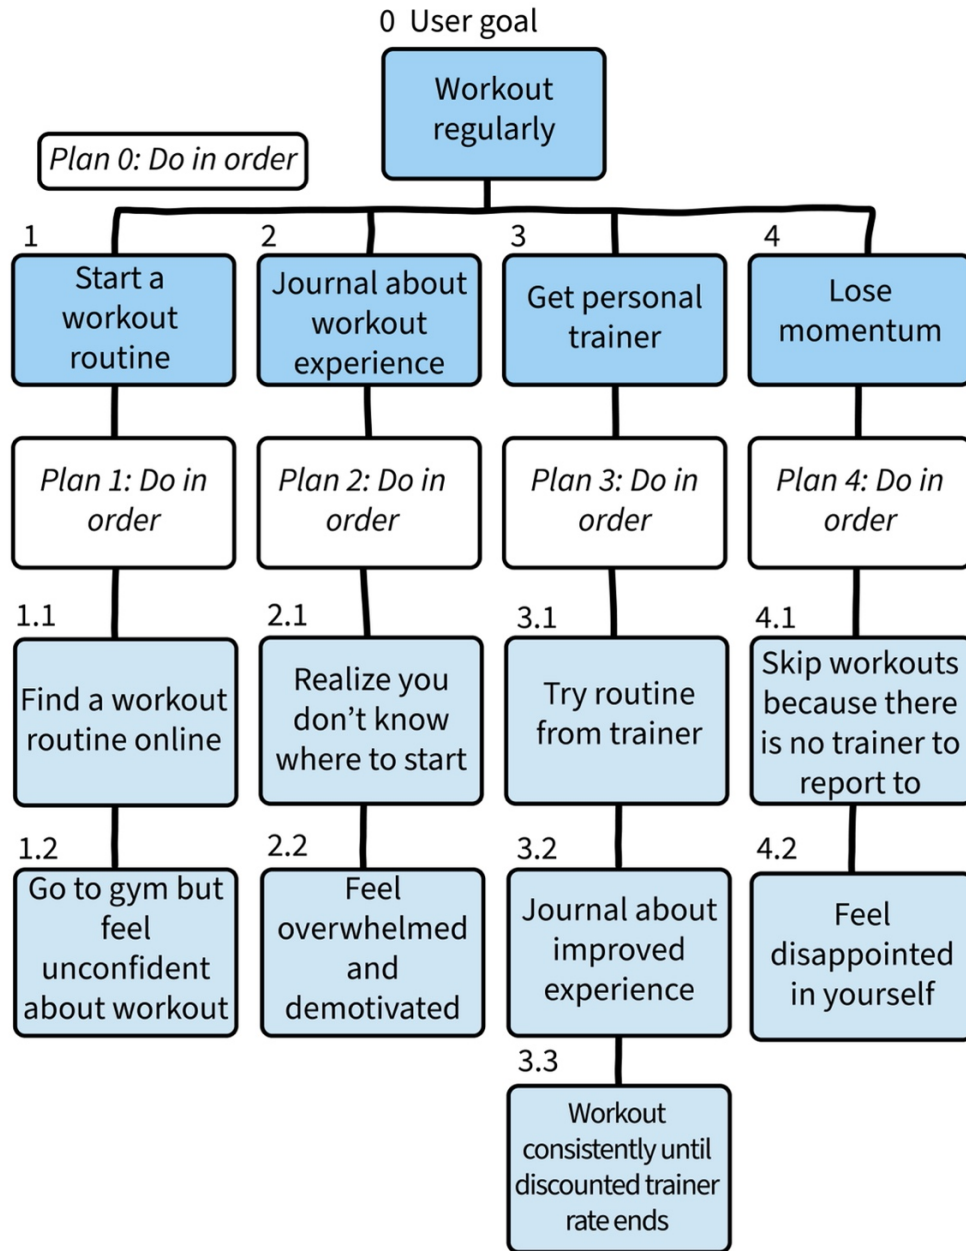 0 User goal
Workout
regularly
Plan 0: Do in order
1
Start a
workout
routine
2
Journal about
workout
experience
3
Get personal
trainer
4
Lose
momentum
Plan 1: Do in
order
Plan 2: Do in
order
Plan 3: Do in
order
Plan 4: Do in
order
1.1
Find a workout
routine online
2.1
Realize you
don’t know
where to start
3.1
Try routine
from trainer
4.1
Skip workouts
because there
is no trainer to
report to
1.2
Go to gym but
feel
unconfident
about workout
2.2
Feel
overwhelmed
and
demotivated
3.2
Journal about
improved
experience
4.2
Feel
disappointed
in yourself
3.3
Workout
consistently until
discounted trainer
rate ends